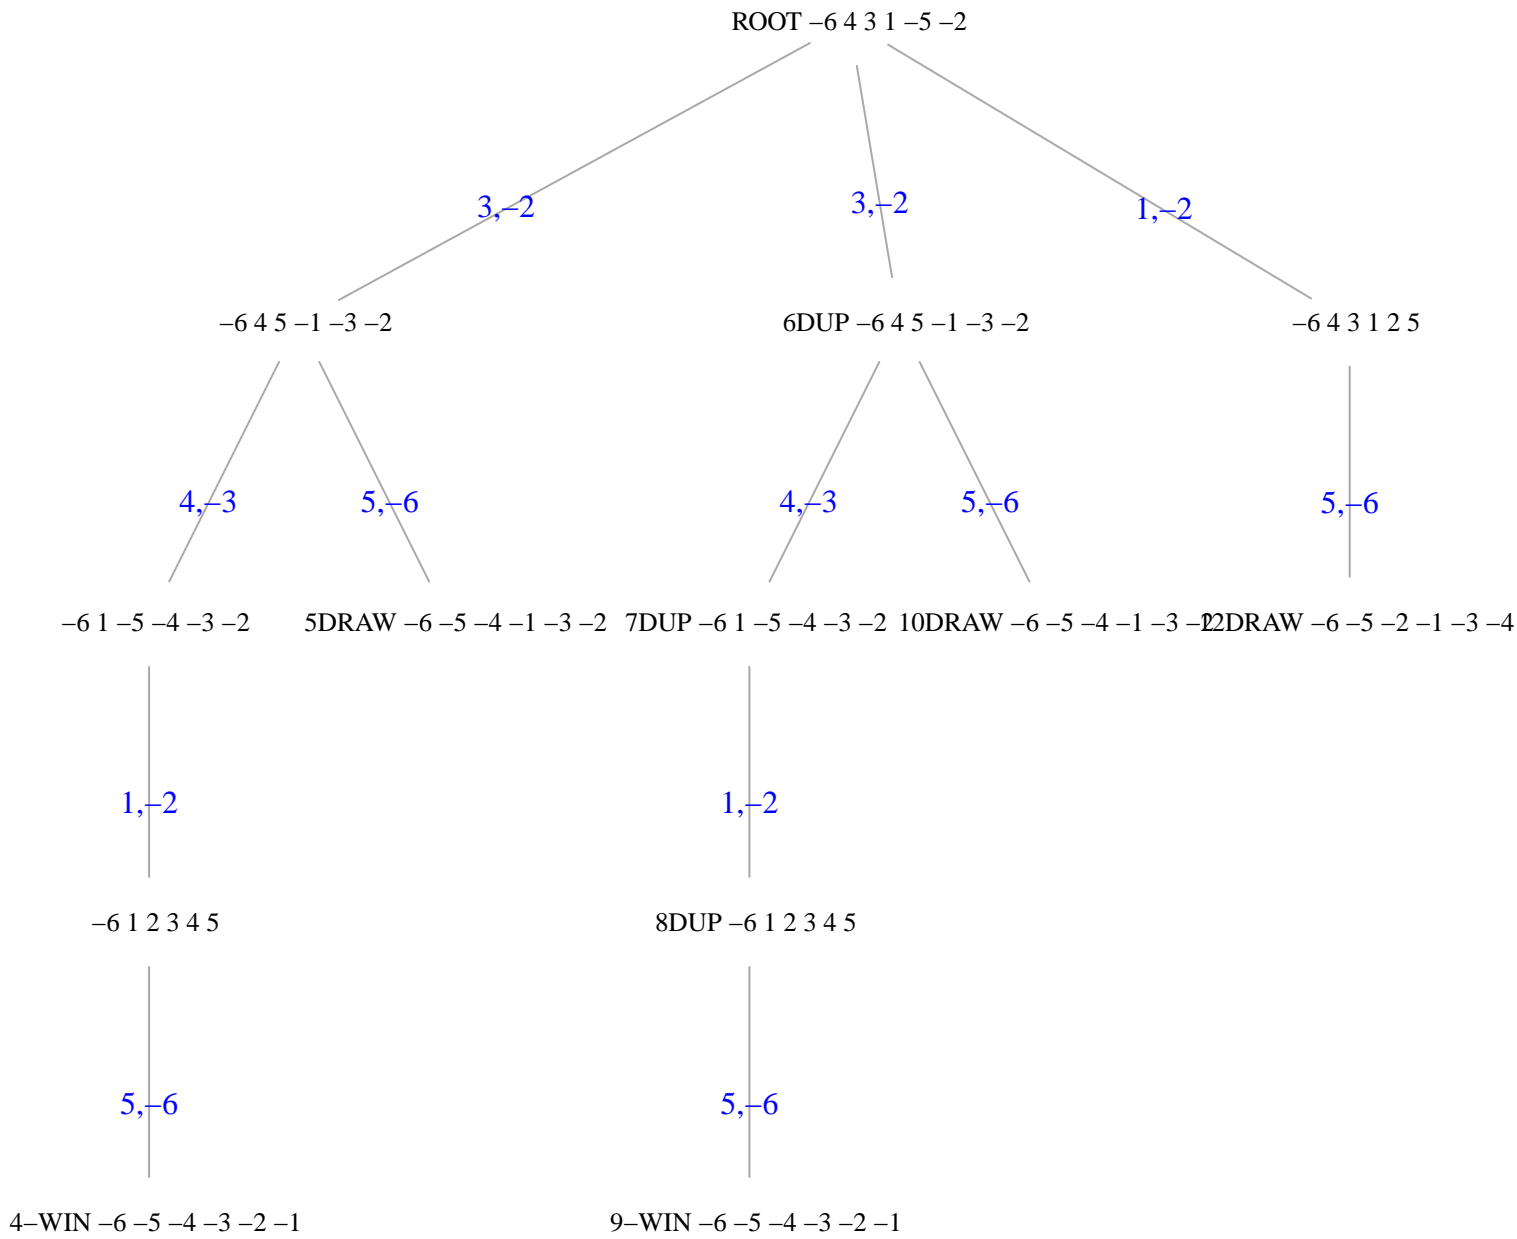 ROOT –6 4 3 1 –5 –2
3,–2
3,–2
1,–2
–6 4 5 –1 –3 –2
6DUP –6 4 5 –1 –3 –2
–6 4 3 1 2 5
4,–3
5,–6
4,–3
5,–6
5,–6
–6 1 –5 –4 –3 –2
5DRAW –6 –5 –4 –1 –3 –2
7DUP –6 1 –5 –4 –3 –2
10DRAW –6 –5 –4 –1 –3 –2
12DRAW –6 –5 –2 –1 –3 –4
1,–2
1,–2
–6 1 2 3 4 5
8DUP –6 1 2 3 4 5
5,–6
5,–6
4–WIN –6 –5 –4 –3 –2 –1
9–WIN –6 –5 –4 –3 –2 –1